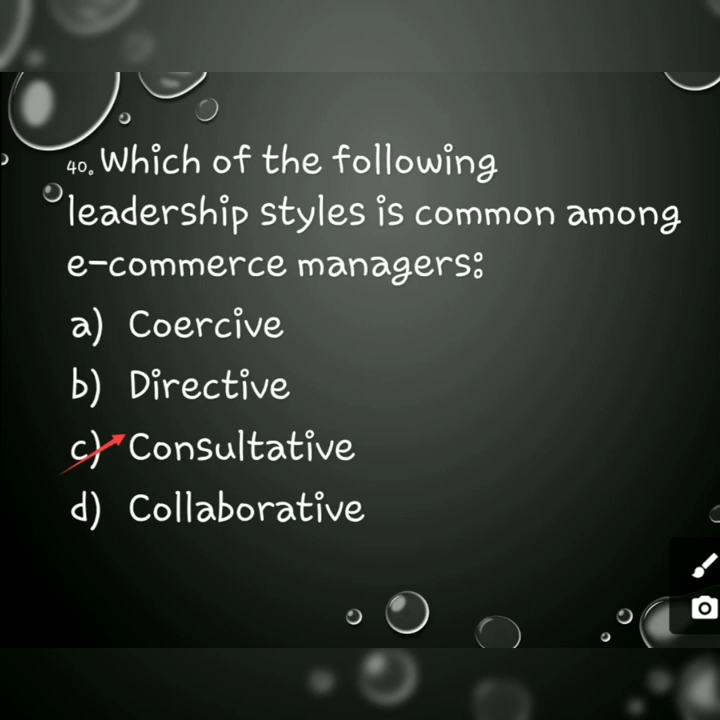 40. Which of the following
leadership styles is common among
e-commerce managers:
a) Coercive
b) Directive
c) Consultative
d) Collaborative